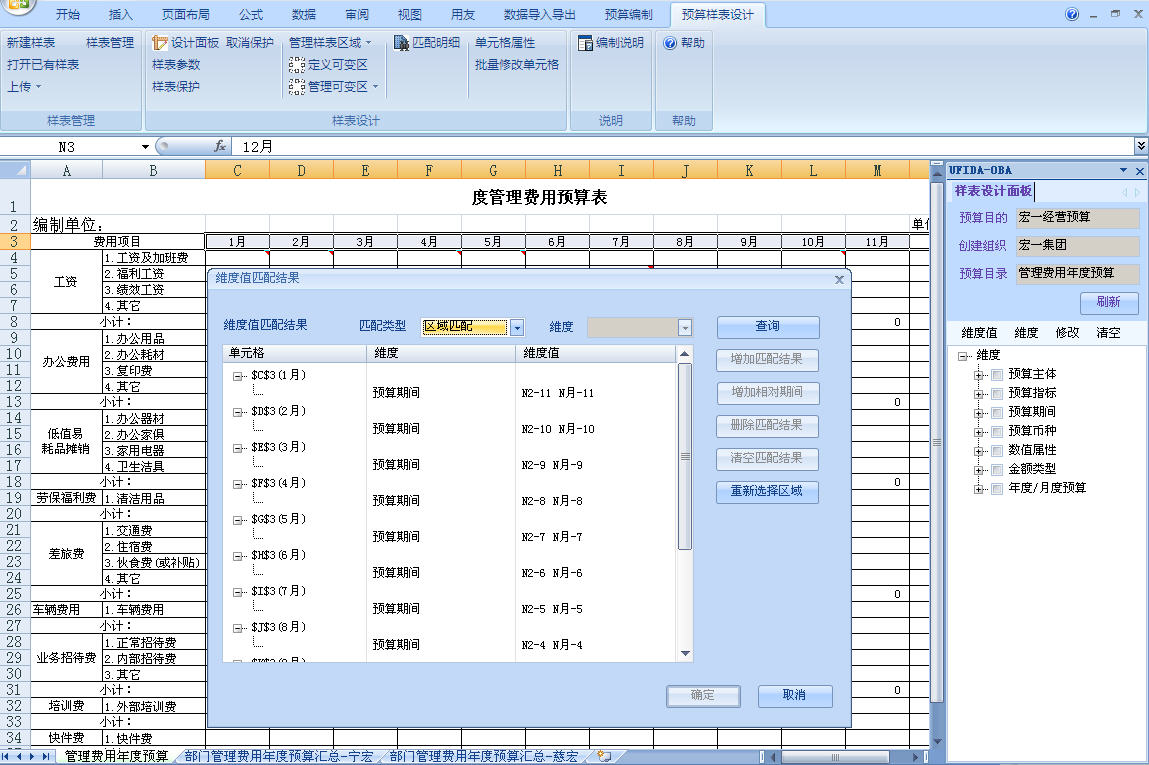 开始 插入 页面布局 公式 数据 审阅 视图 用友 数据导入导出 预算编制 预算样表设计
新建样表 样表管理 设计面板 取消保护 管理样表区域 匹配明细 单元格属性 编制说明 帮助
打开已有样表 样表参数 定义可变区 批量修改单元格
上传 样表保护 管理可变区
样表管理 样表设计 说明 帮助
N3 fx 12月
A B C D E F G H I J K L M
1 度管理费用预算表
2 编制单位:
3 费用项目 1月 2月 3月 4月 5月 6月 7月 8月 9月 10月 11月
4 1.工资及加班费
工资
5 2.福利工资
6 3.绩效工资
7 4.其它
8 小计: 0
9 1.办公用品
办公费用
10 2.办公耗材
11 3.复印费
12 4.其它
13 小计: 0
14 1.办公器材
低值易
耗品摊销
15 2.办公家俱
16 3.家用电器
17 4.卫生洁具
18 小计: 0
19 劳保福利费 1.清洁用品
20 小计:
21 1.交通费
差旅费
22 2.住宿费
23 3.伙食费(或补贴)
24 4.其它
25 小计: 0
26 车辆费用 1.车辆费用
27 小计:
28 1.正常招待费
29 业务招待费 2.内部招待费
30 3.其它
31 小计: 0
32 培训费 1.外部培训费
33 小计:
34 快件费 1.快件费
维度值匹配结果
维度值匹配结果 匹配类型 区域匹配 维度 查询
单元格 维度 维度值
$C$3(1月)
预算期间 N2-11 N月-11
$D$3(2月)
预算期间 N2-10 N月-10
$E$3(3月)
预算期间 N2-9 N月-9
$F$3(4月)
预算期间 N2-8 N月-8
$G$3(5月)
预算期间 N2-7 N月-7
$H$3(6月)
预算期间 N2-6 N月-6
$I$3(7月)
预算期间 N2-5 N月-5
$J$3(8月)
预算期间 N2-4 N月-4
增加匹配结果
增加相对期间
删除匹配结果
清空匹配结果
重新选择区域
确定 取消
UFIDA-OBA
样表设计面板
预算目的 宏一经营预算
创建组织 宏一集团
预算目录 管理费用年度预算
刷新
维度值 维度 修改 清空
维度
预算主体
预算指标
预算期间
预算币种
数值属性
金额类型
年度/月度预算
管理费用年度预算 部门管理费用年度预算汇总-宁宏 部门管理费用年度预算汇总-慈宏